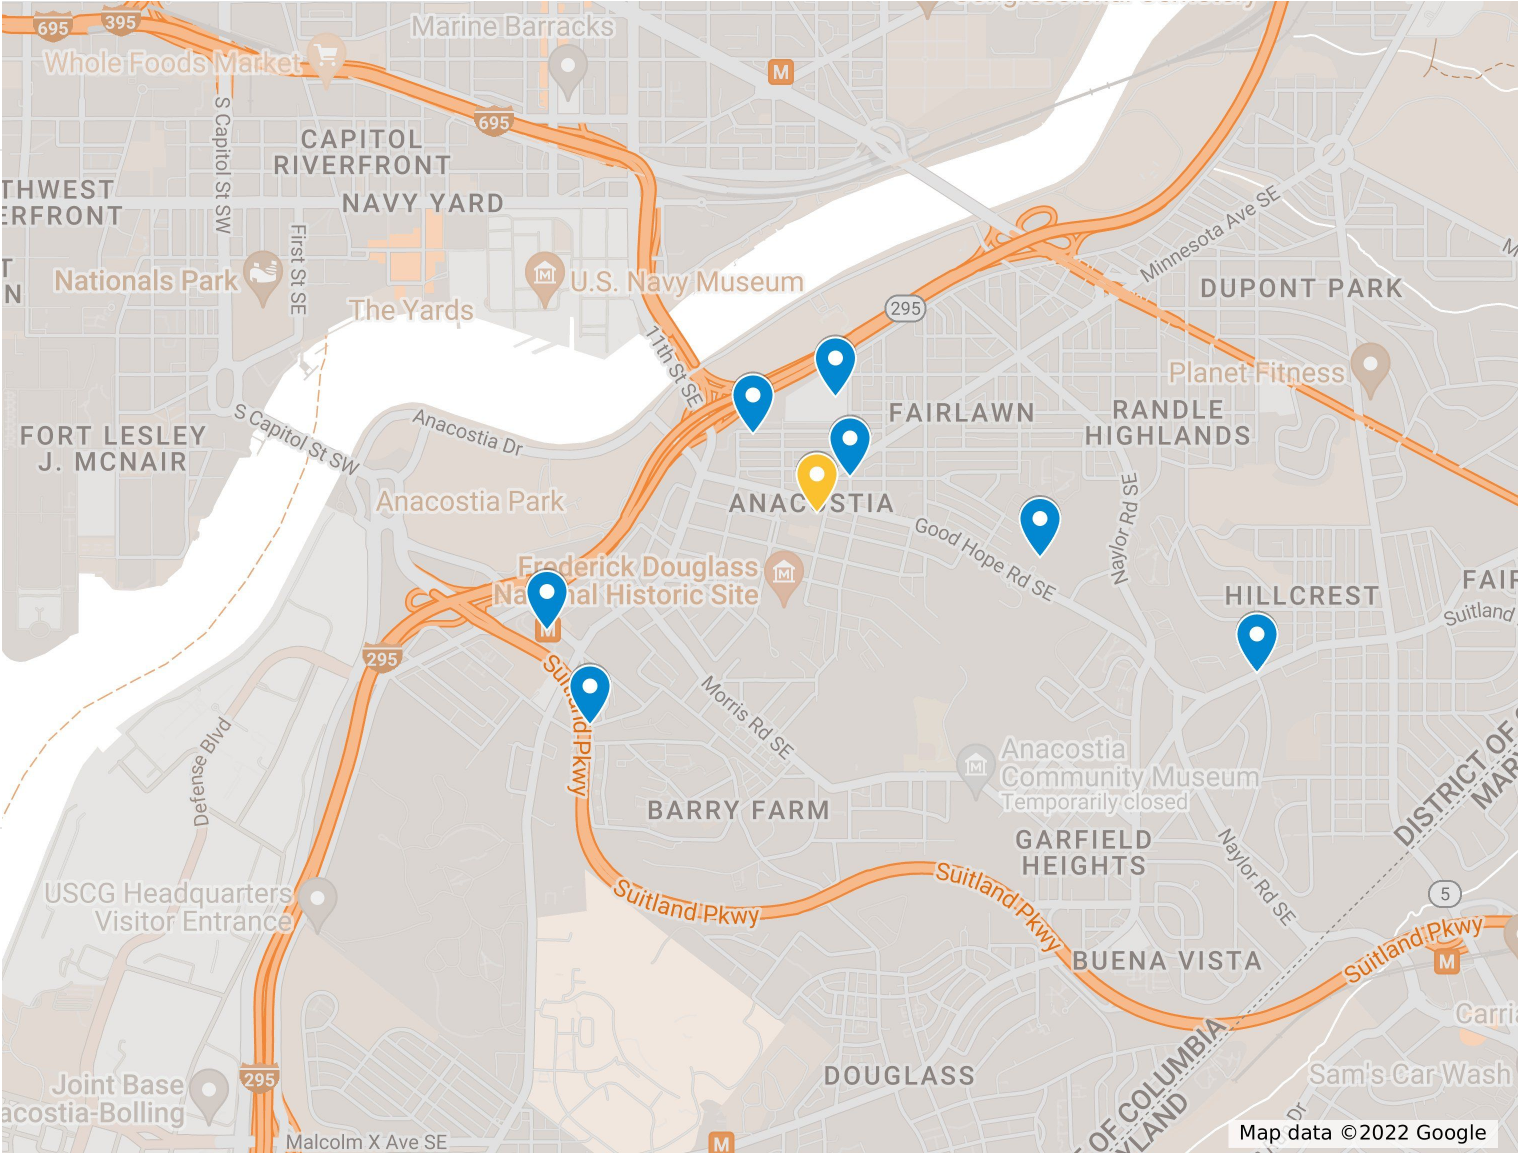 695
395
Marine Barracks
Whole Foods Market
M
S Capitol St SW
695
CAPITOL
RIVERFRONT
THWEST
ERFRONT
NAVY YARD
First St SE
Minnesota Ave SE
T
N
Nationals Park
U.S. Navy Museum
DUPONT PARK
The Yards
295
11th St SE
Planet Fitness
S Capitol St SW
Anacostia Dr
FAIRLAWN
RANDLE
HIGHLANDS
FORT LESLEY
J. MCNAIR
Anacostia Park
ANACOSTIA
Good Hope Rd SE
Naylor Rd SE
Frederick Douglass
National Historic Site
M
HILLCREST
FAIR
Suitland
295
Suitland Pkwy
Morris Rd SE
Defense Blvd
Anacostia
Community Museum
Temporarily closed
DISTRICT OF
MARY
BARRY FARM
GARFIELD
HEIGHTS
Naylor Rd SE
USCG Headquarters
Visitor Entrance
Suitland Pkwy
Suitland Pkwy
5
Suitland Pkwy
M
BUENA VISTA
Carri
295
Joint Base
acostia-Bolling
DOUGLASS
OF COLUMBIA
YLAND
Sam's Car Wash
Malcolm X Ave SE
M
Dr
Map data ©2022 Google